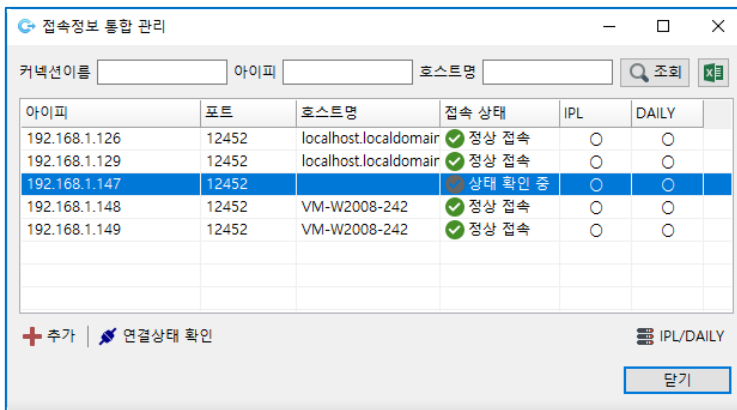 접속정보 통합 관리
커넥션이름 아이피 호스트명 조회
아이피 포트 호스트명 접속 상태 IPL DAILY
192.168.1.126 12452 localhost.localdomain 정상 접속 ○ ○
192.168.1.129 12452 localhost.localdomain 정상 접속 ○ ○
192.168.1.147 12452 상태 확인 중 ○ ○
192.168.1.148 12452 VM-W2008-242 정상 접속 ○ ○
192.168.1.149 12452 VM-W2008-242 정상 접속 ○ ○
추가 연결상태 확인 IPL/DAILY
닫기